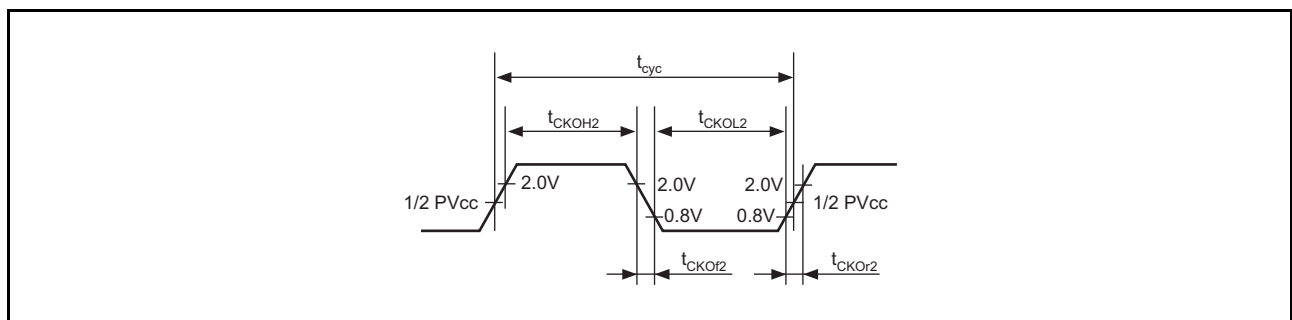 tcyc
tCKOH2 tCKOL2
2.0V 2.0V 2.0V
1/2 PVcc 1/2 PVcc
0.8V 0.8V
tCKOf2 tCKOr2